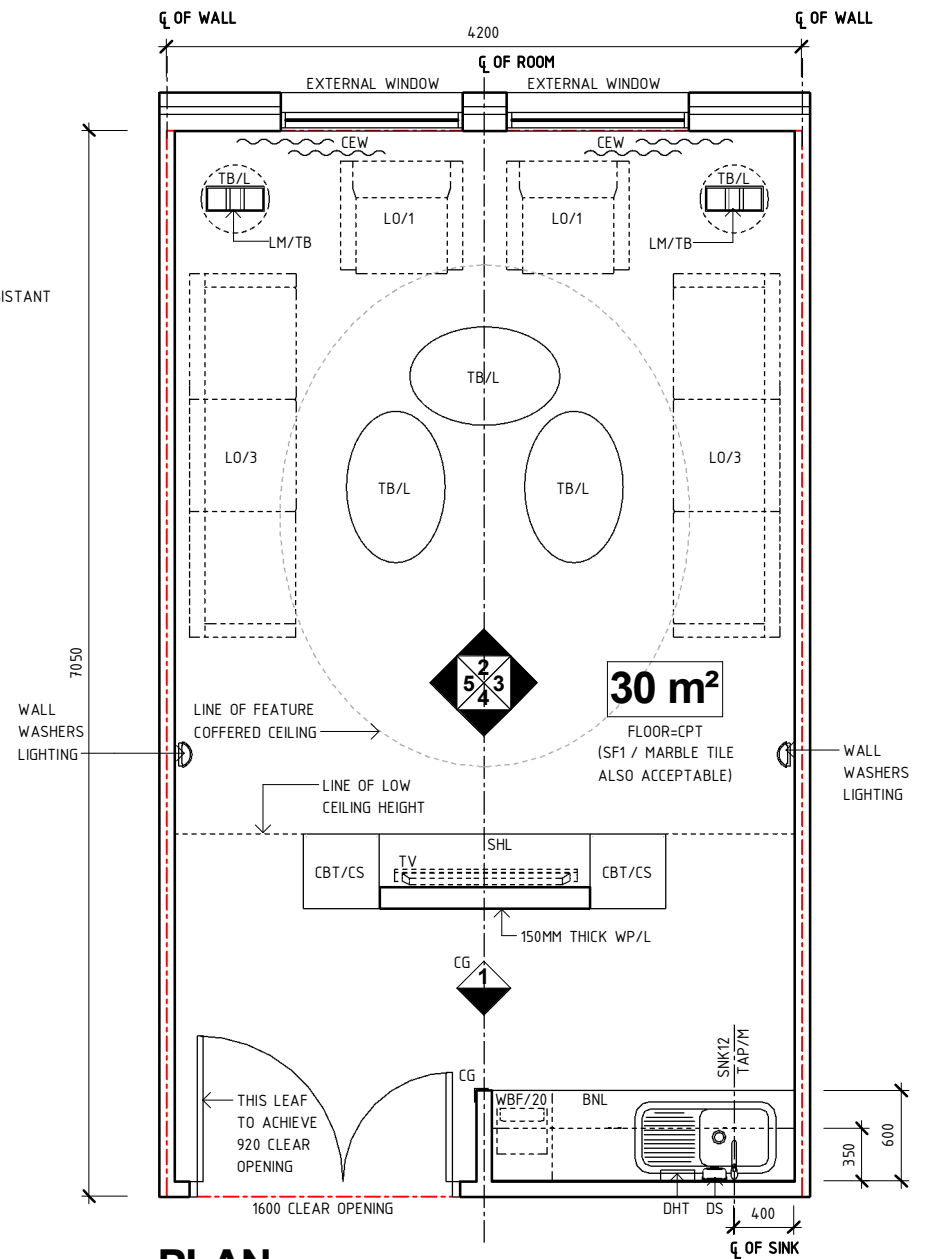 ℄ OF WALL
℄ OF WALL
4200
℄ OF ROOM
EXTERNAL WINDOW
EXTERNAL WINDOW
CEW
CEW
TB/L
TB/L
LO/1
LO/1
LM/TB
LM/TB
ISTANT
TB/L
LO/3
LO/3
TB/L
TB/L
7050
2
5
3
4
30 m²
WALL
WASHERS
LIGHTING
LINE OF FEATURE
COFFERED CEILING
FLOOR=CPT
(SF1 / MARBLE TILE
ALSO ACCEPTABLE)
WALL
WASHERS
LIGHTING
LINE OF LOW
CEILING HEIGHT
SHL
TV
CBT/CS
CBT/CS
150MM THICK WP/L
CG
1
SNK12
TAP/M
CG
WBF/20
BNL
THIS LEAF
TO ACHIEVE
920 CLEAR
OPENING
350
600
1600 CLEAR OPENING
DHT
DS
400
℄ OF SINK
PLAN